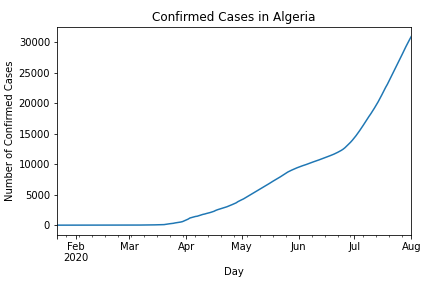 Confirmed Cases in Algeria
Number of Confirmed Cases
30000
25000
20000
15000
10000
5000
0
Feb Mar Apr May Jun Jul Aug
2020
Day